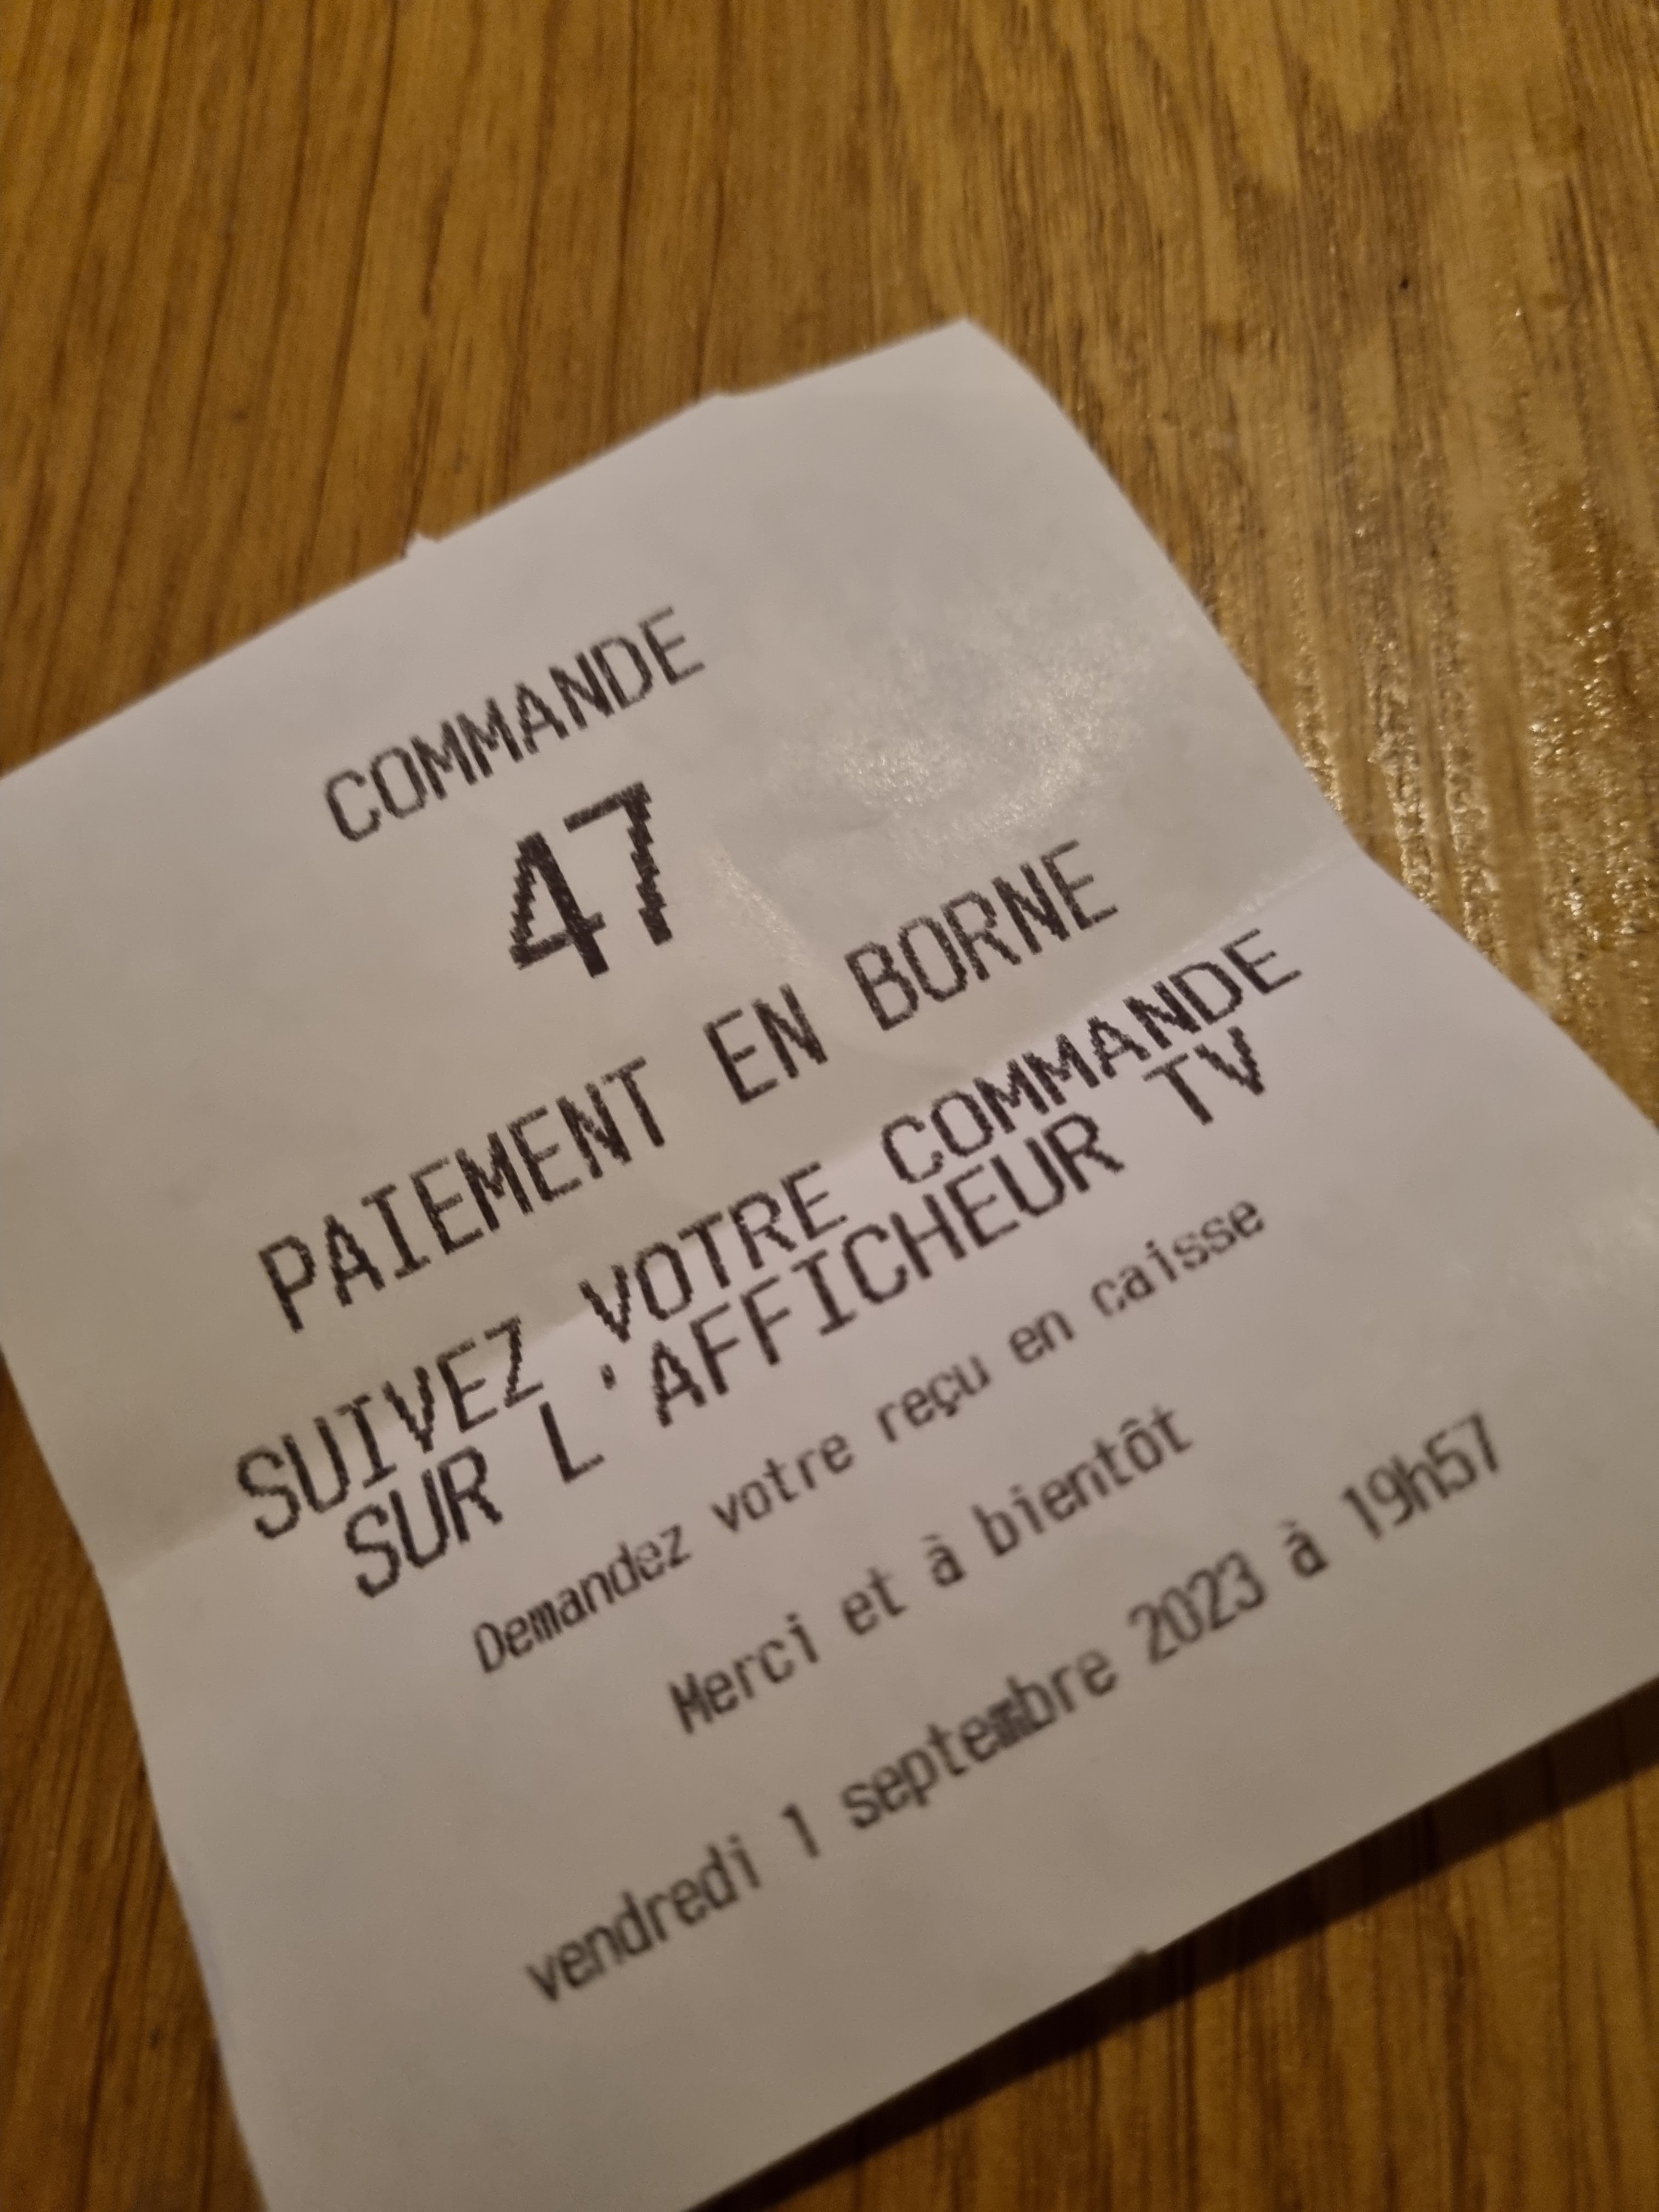 COMMANDE
47
PAIEMENT EN BORNE
SUIVEZ VOTRE COMMANDE
SUR L'AFFICHEUR TV
Demandez votre reçu en caisse
Merci et à bientôt
vendredi 1 septembre 2023 à 19h57